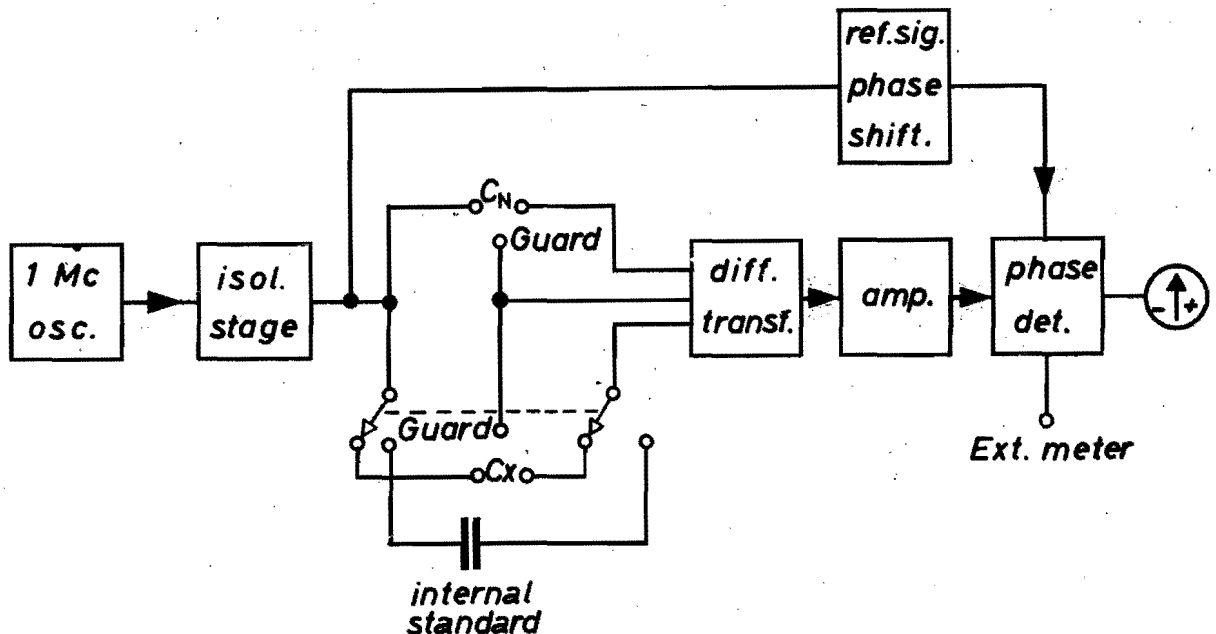 ref.sig.
phase
shift.
CN
Guard
1 Mc
osc.
isol.
stage
diff.
transf.
amp.
phase
det.
- +
Guard
Cx
Ext. meter
internal
standard